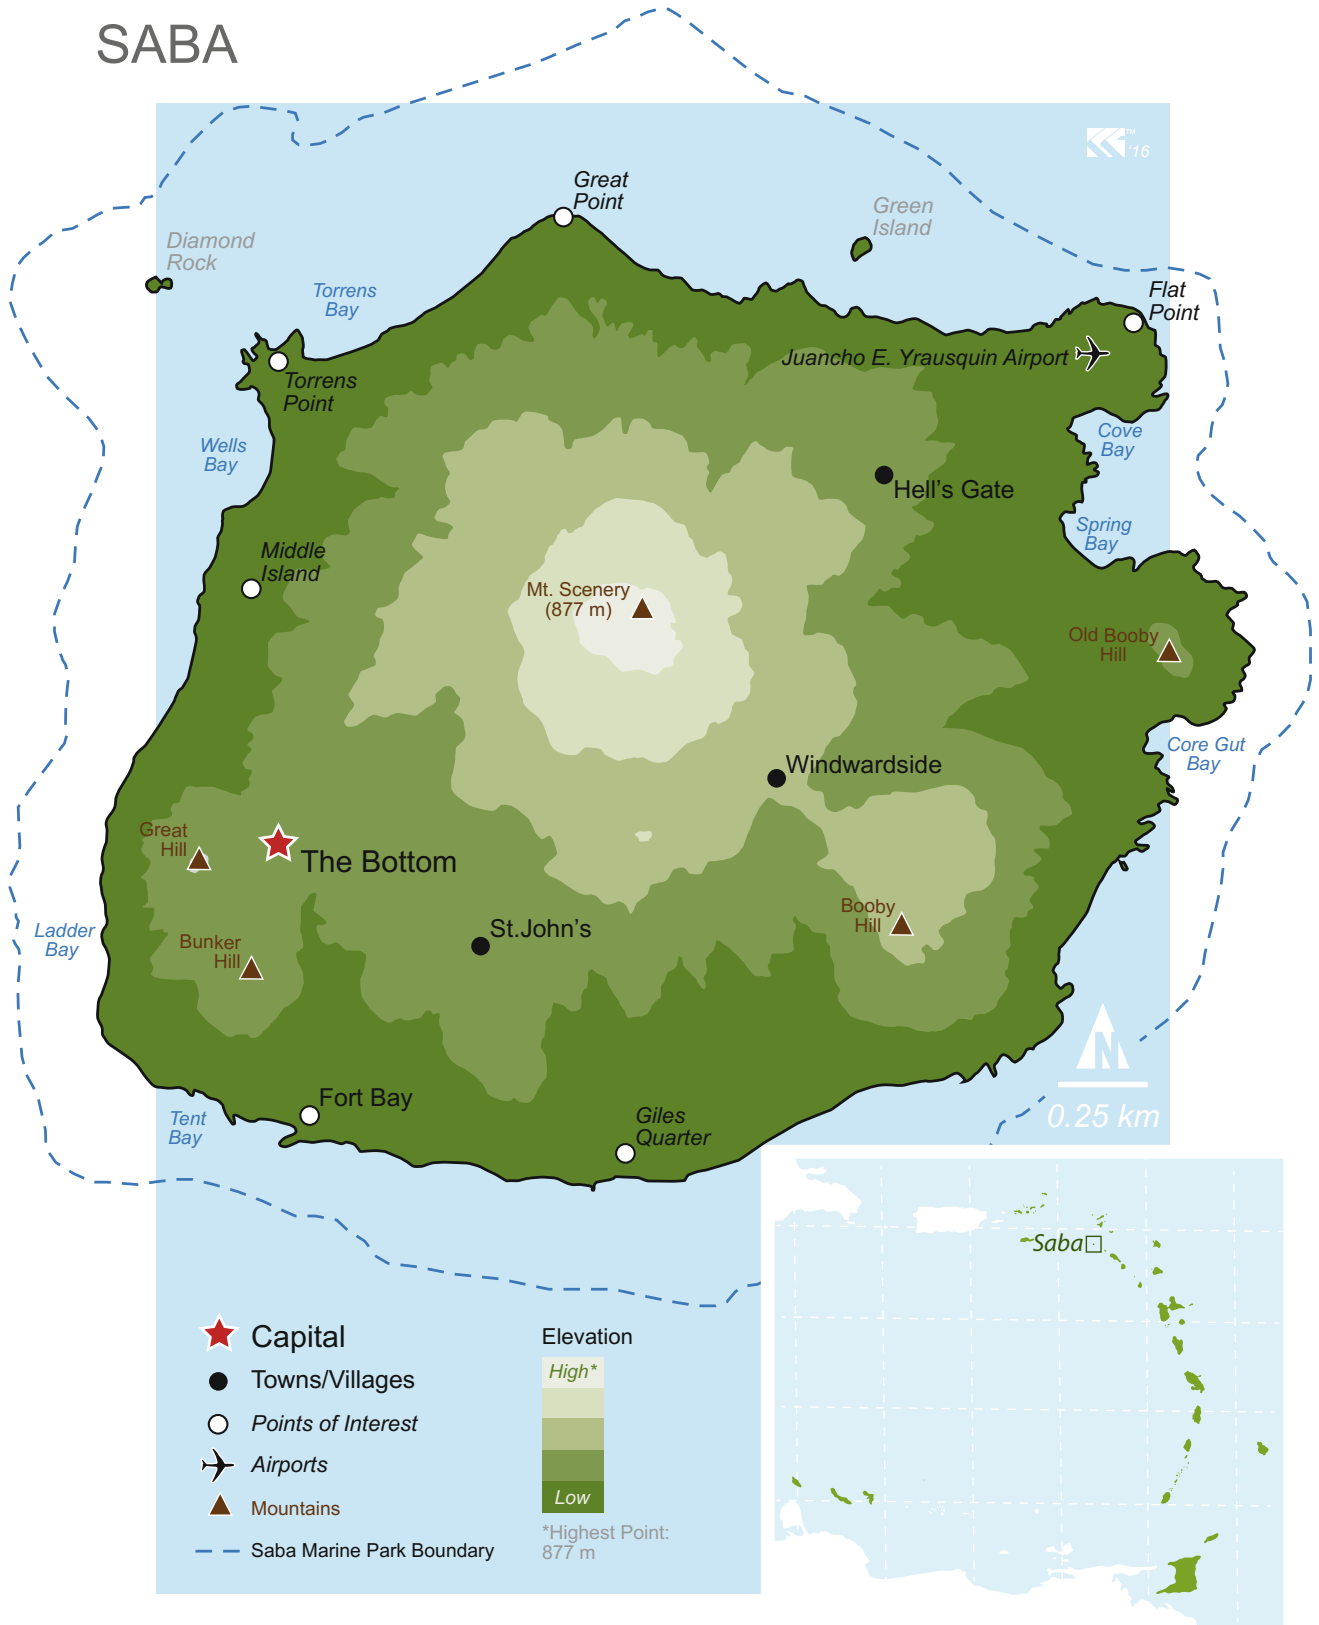 SABA
TM
'16
Great
Point
Green
Island
Diamond
Rock
Torrens
Bay
Flat
Point
Juancho E. Yrausquin Airport
Torrens
Point
Cove
Bay
Wells
Bay
Hell's Gate
Spring
Bay
Middle
Island
Mt. Scenery
(877 m)
Old Booby
Hill
Core Gut
Bay
Windwardside
Great
Hill
The Bottom
Booby
Hill
St.John's
Ladder
Bay
Bunker
Hill
N
0.25 km
Fort Bay
Tent
Bay
Giles
Quarter
Saba
Capital
Towns/Villages
Points of Interest
Airports
Mountains
Saba Marine Park Boundary
Elevation
High*
Low
*Highest Point:
877 m